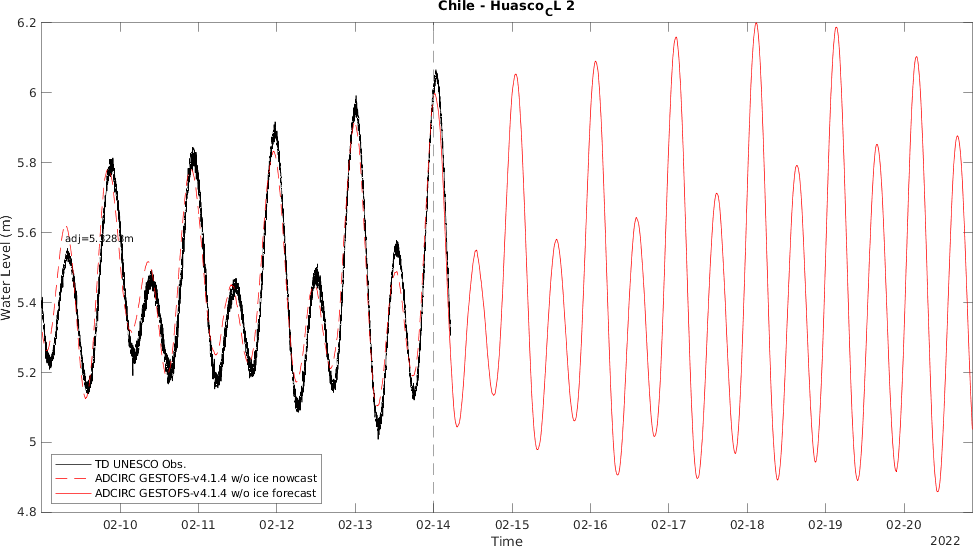 Chile - Huasco_CL 2
Water Level (m)
6.2
6
5.8
5.6
5.4
5.2
5
4.8
adj=5.3283m
TD UNESCO Obs.
ADCIRC GESTOFS-v4.1.4 w/o ice nowcast
ADCIRC GESTOFS-v4.1.4 w/o ice forecast
02-10 02-11 02-12 02-13 02-14 02-15 02-16 02-17 02-18 02-19 02-20
Time
2022